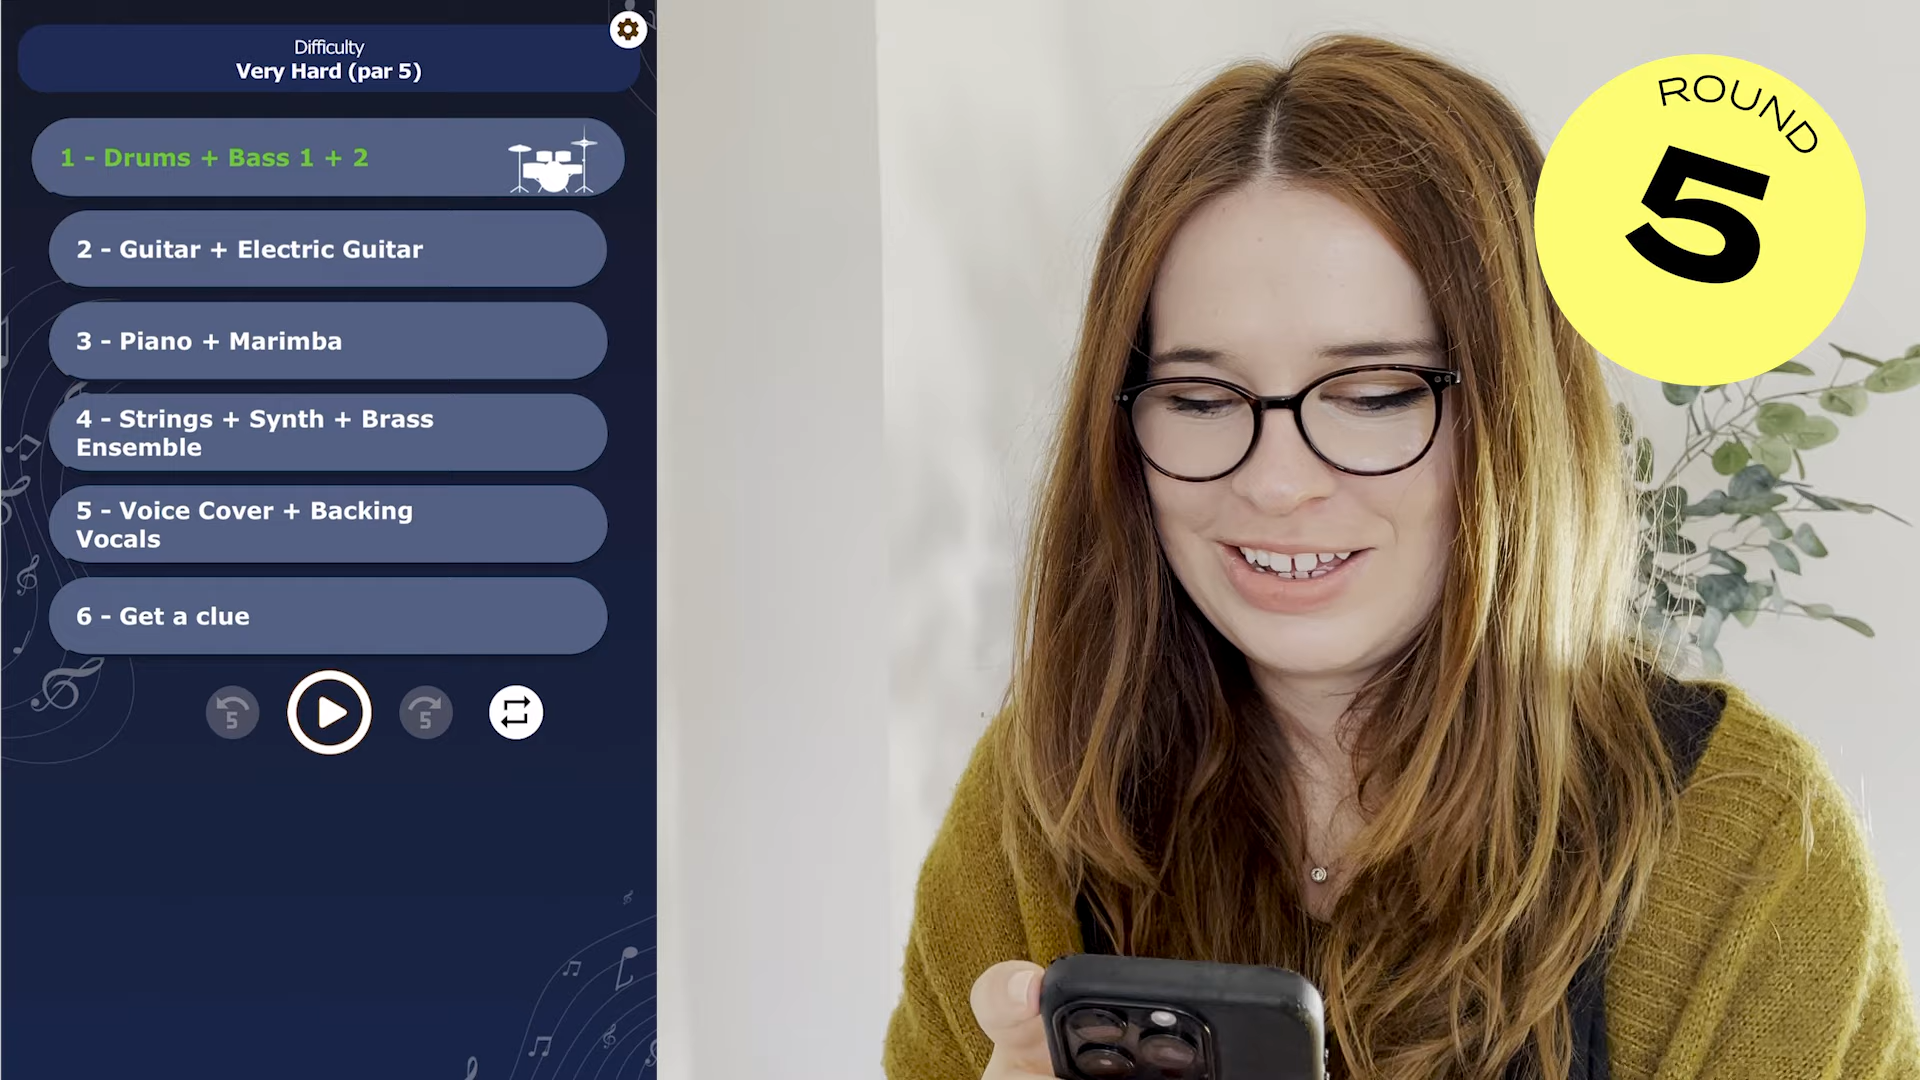 Difficulty
Very Hard (par 5)
1 - Drums + Bass 1 + 2
2 - Guitar + Electric Guitar
3 - Piano + Marimba
4 - Strings + Synth + Brass
Ensemble
5 - Voice Cover + Backing
Vocals
6 - Get a clue
5
5
ROUND
5